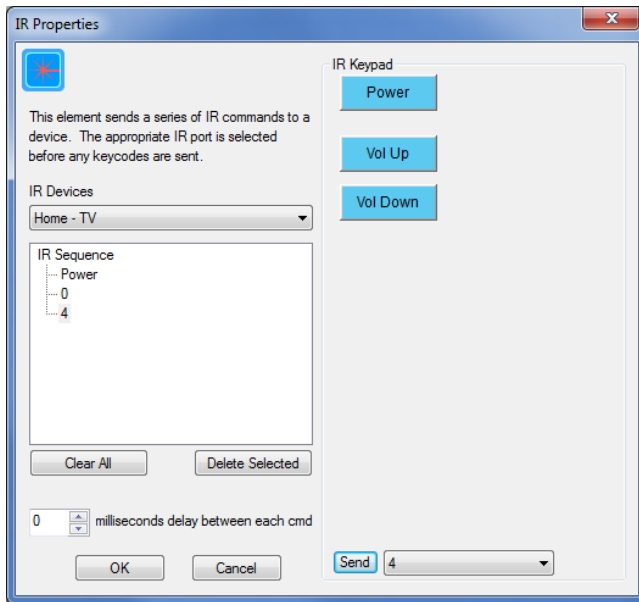 IR Properties
This element sends a series of IR commands to a
device.  The appropriate IR port is selected
before any keycodes are sent.
IR Devices
Home - TV
IR Sequence
Power
0
4
Clear All
Delete Selected
0 milliseconds delay between each cmd
OK
Cancel
IR Keypad
Power
Vol Up
Vol Down
Send
4